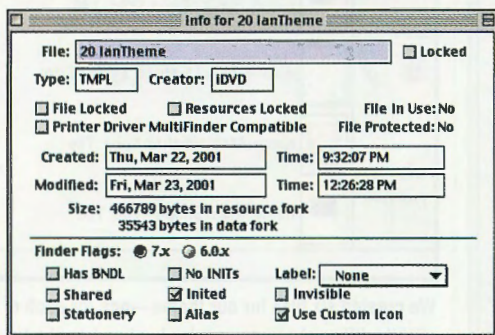 Info for 20 IanTheme
File: 20 IanTheme Locked
Type: TMPL Creator: iDVD
File Locked Resources Locked File In Use: No
Printer Driver MultiFinder Compatible File Protected: No
Created: Thu, Mar 22, 2001 Time: 9:32:07 PM
Modified: Fri, Mar 23, 2001 Time: 12:26:28 PM
Size: 466789 bytes in resource fork
35543 bytes in data fork
Finder Flags: 7.x 6.0.x
Has BNDL No INITs Label: None
Shared Inited Invisible
Stationery Alias Use Custom Icon